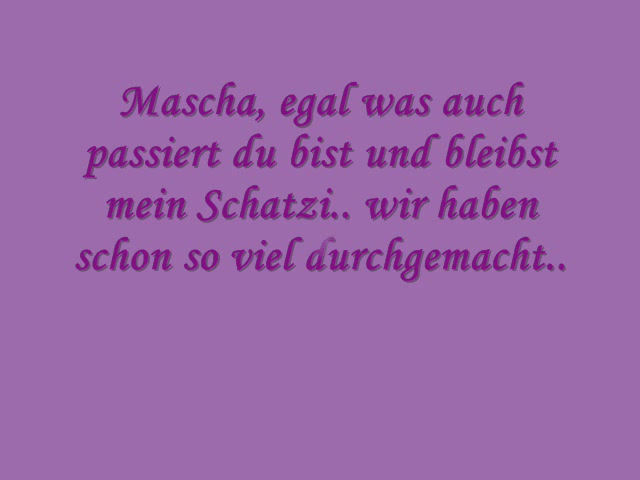 Mascha, egal was auch
passiert du bist und bleibst
mein Schatzi.. wir haben
schon so viel durchgemacht..